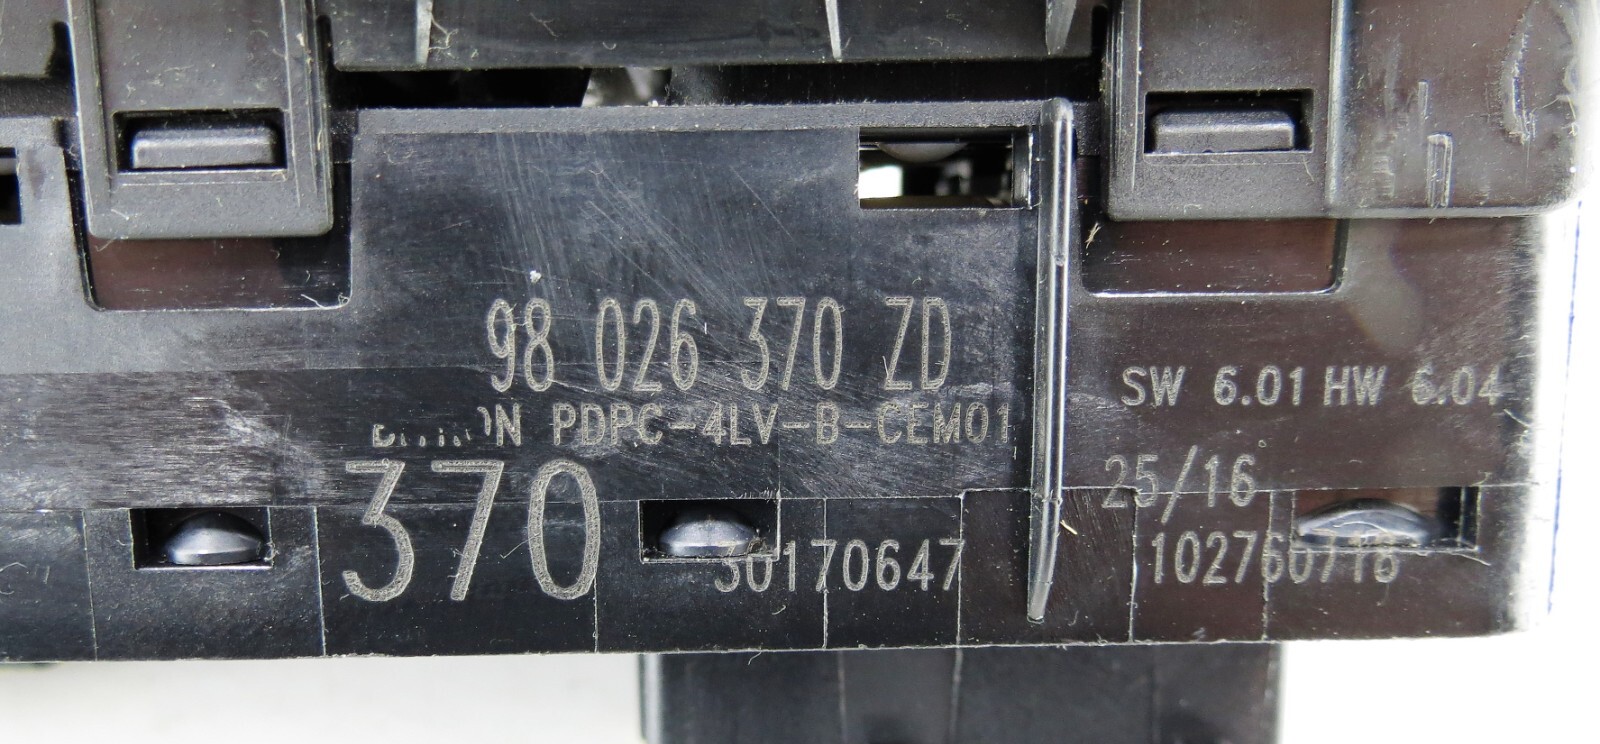 98 026 370 ZD
PDPC-4LV-B-CEM01
370
30170647
SW 6.01 HW 6.04
25/16